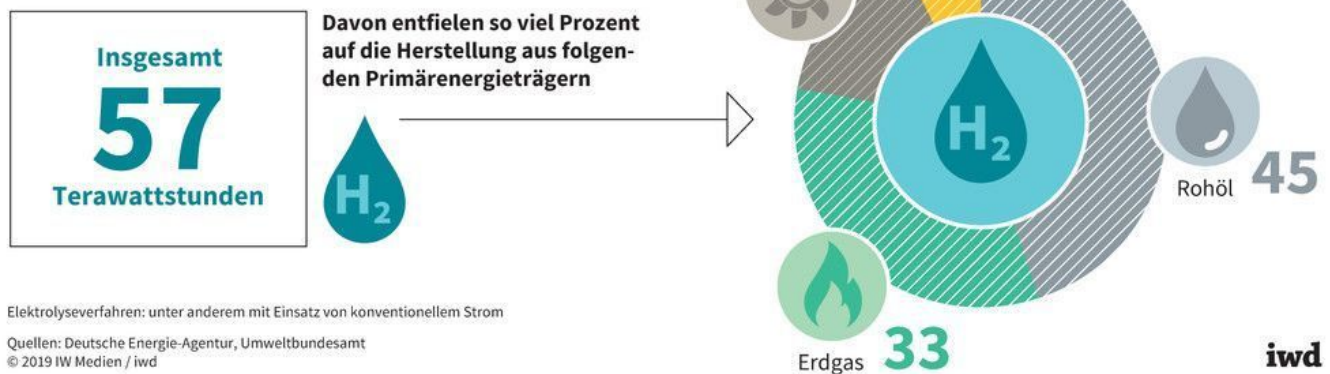 Insgesamt
57
Terawattstunden
Davon entfielen so viel Prozent
auf die Herstellung aus folgen-
den Primärenergieträgern
H₂
H₂
Rohöl 45
Erdgas 33
Elektrolyseverfahren: unter anderem mit Einsatz von konventionellem Strom
Quellen: Deutsche Energie-Agentur, Umweltbundesamt
© 2019 IW Medien / iwd
iwd